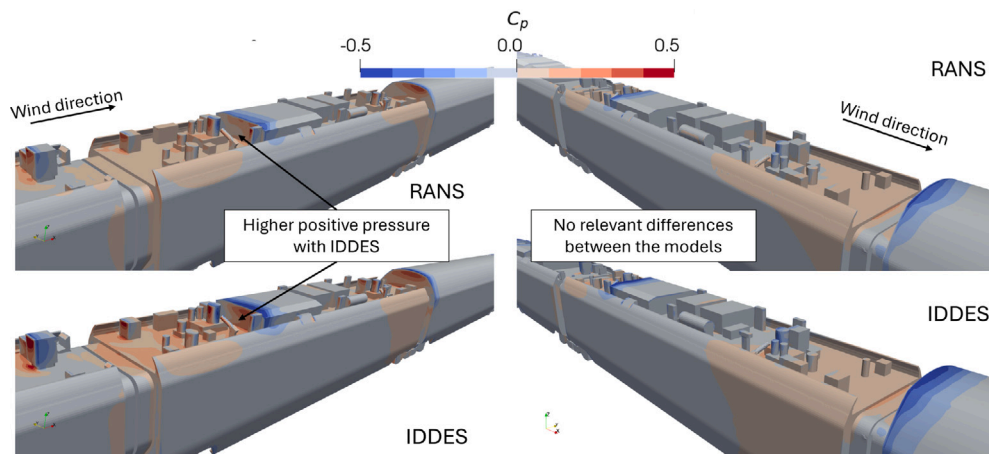 Cp
-0.5 0.0 0.5
RANS
Wind direction
Wind direction
RANS
Higher positive pressure
with IDDES
No relevant differences
between the models
IDDES
IDDES